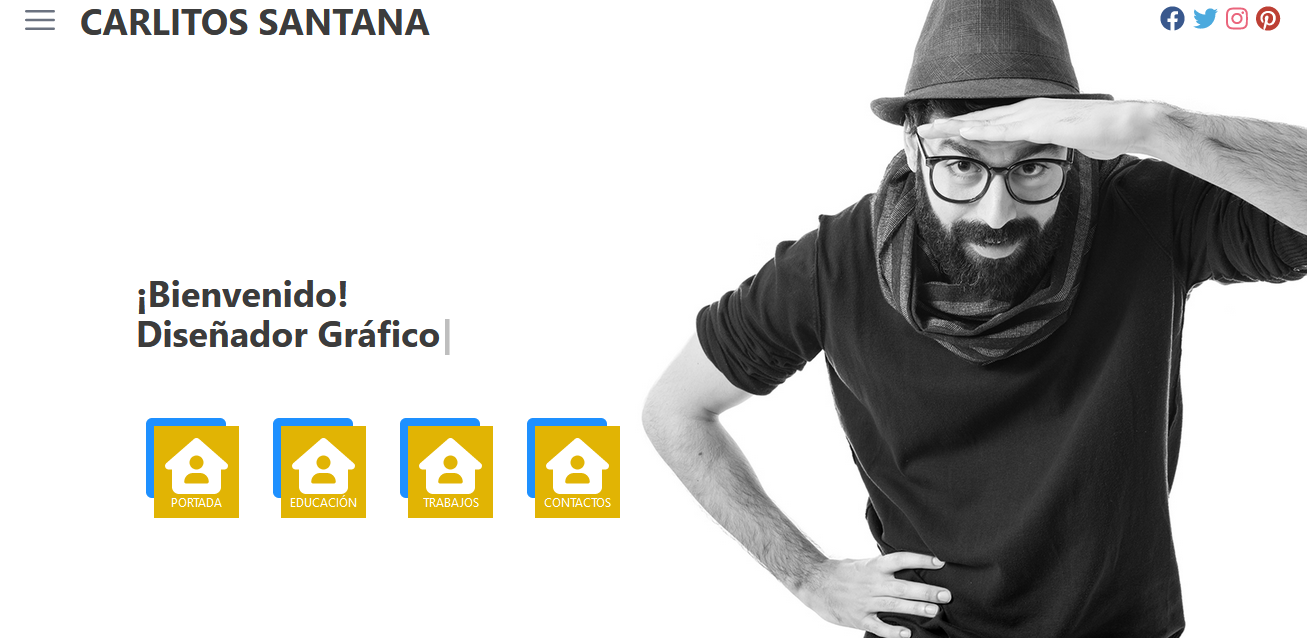 CARLITOS SANTANA
¡Bienvenido!
Diseñador Gráfico
PORTADA
EDUCACIÓN
TRABAJOS
CONTACTOS